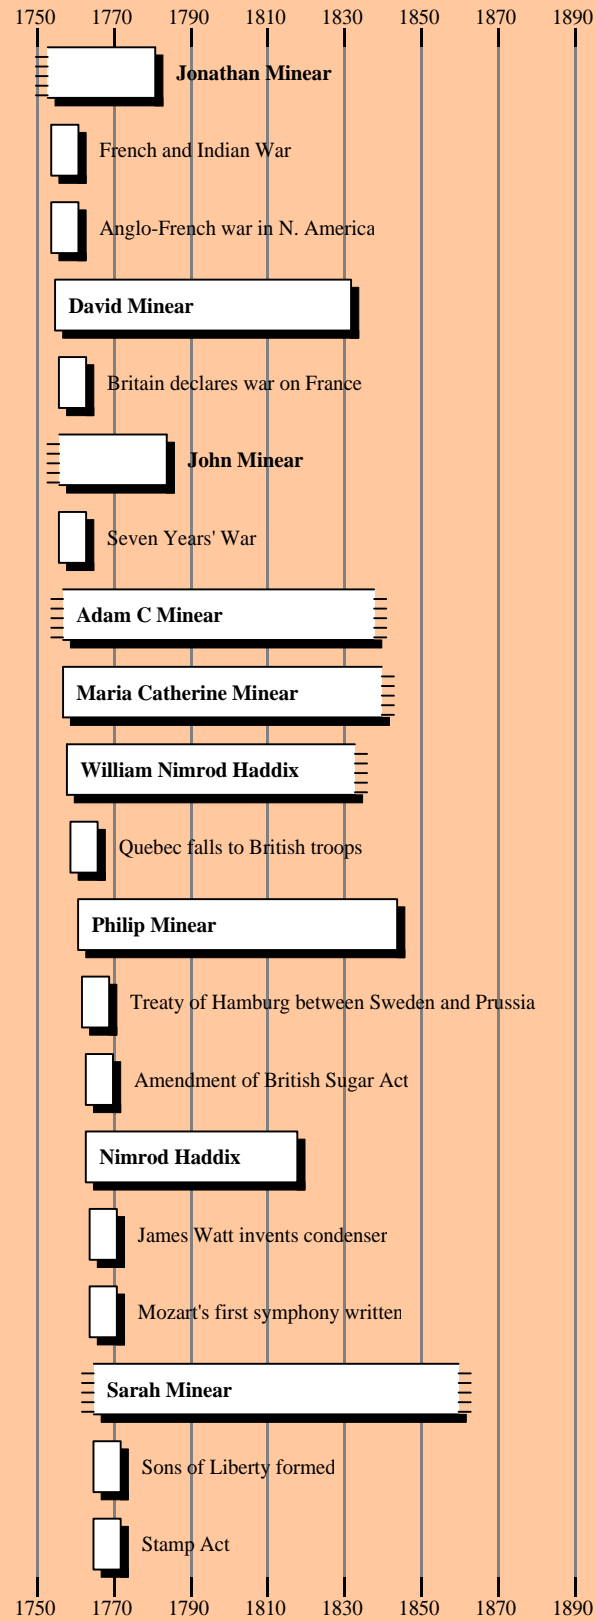 1750 1770 1790 1810 1830 1850 1870 1890
Jonathan Minear
French and Indian War
Anglo-French war in N. America
David Minear
Britain declares war on France
John Minear
Seven Years' War
Adam C Minear
Maria Catherine Minear
William Nimrod Haddix
Quebec falls to British troops
Philip Minear
Treaty of Hamburg between Sweden and Prussia
Amendment of British Sugar Act
Nimrod Haddix
James Watt invents condenser
Mozart's first symphony written
Sarah Minear
Sons of Liberty formed
Stamp Act
1750 1770 1790 1810 1830 1850 1870 1890